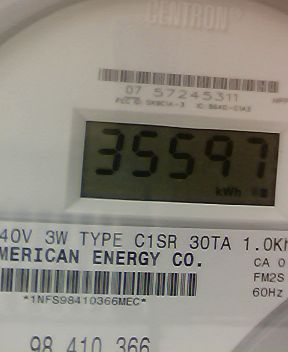 CENTRON
07 57245311
35597
kWh
40V 3W TYPE C1SR 30TA 1.0Kh
MERICAN ENERGY CO.
CA 0
FM2S
*1NFS98410366MEC*
60Hz
98 410 366